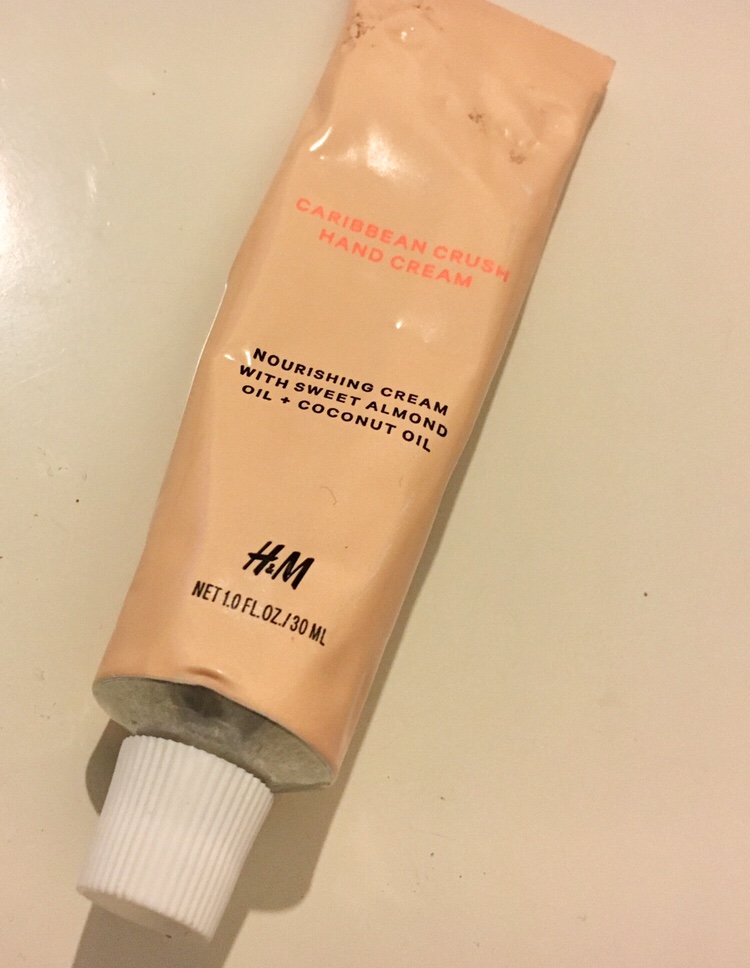 CARIBBEAN CRUSH
HAND CREAM
NOURISHING CREAM
WITH SWEET ALMOND
OIL + COCONUT OIL
H&M
NET 1.0 FL.OZ./30 ML